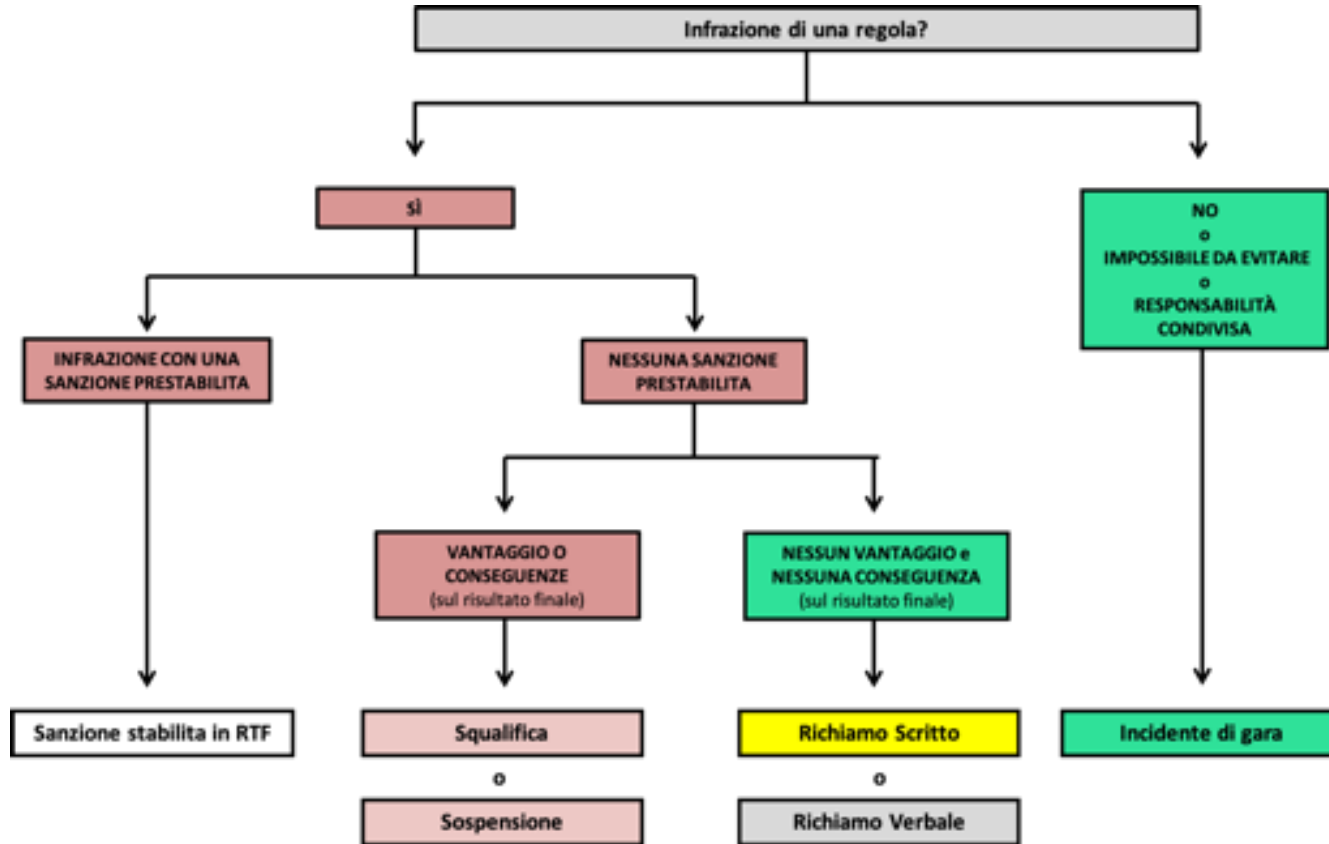 Infrazione di una regola?
sì
NO
o
IMPOSSIBILE DA EVITARE
o
RESPONSABILITÀ
CONDIVISA
INFRAZIONE CON UNA
SANZIONE PRESTABILITA
NESSUNA SANZIONE
PRESTABILITA
VANTAGGIO O
CONSEGUENZE
(sul risultato finale)
NESSUN VANTAGGIO e
NESSUNA CONSEGUENZA
(sul risultato finale)
Sanzione stabilita in RTF
Squalifica
o
Sospensione
Richiamo Scritto
o
Richiamo Verbale
Incidente di gara